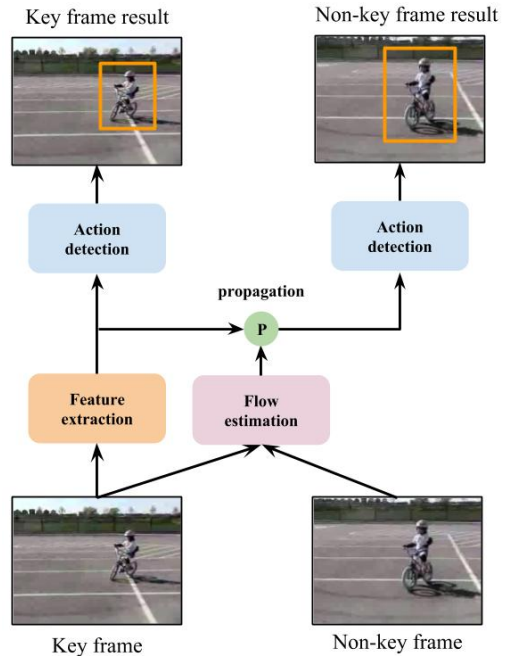 Key frame result
Non-key frame result
Action
detection
Action
detection
propagation
P
Feature
extraction
Flow
estimation
Key frame
Non-key frame